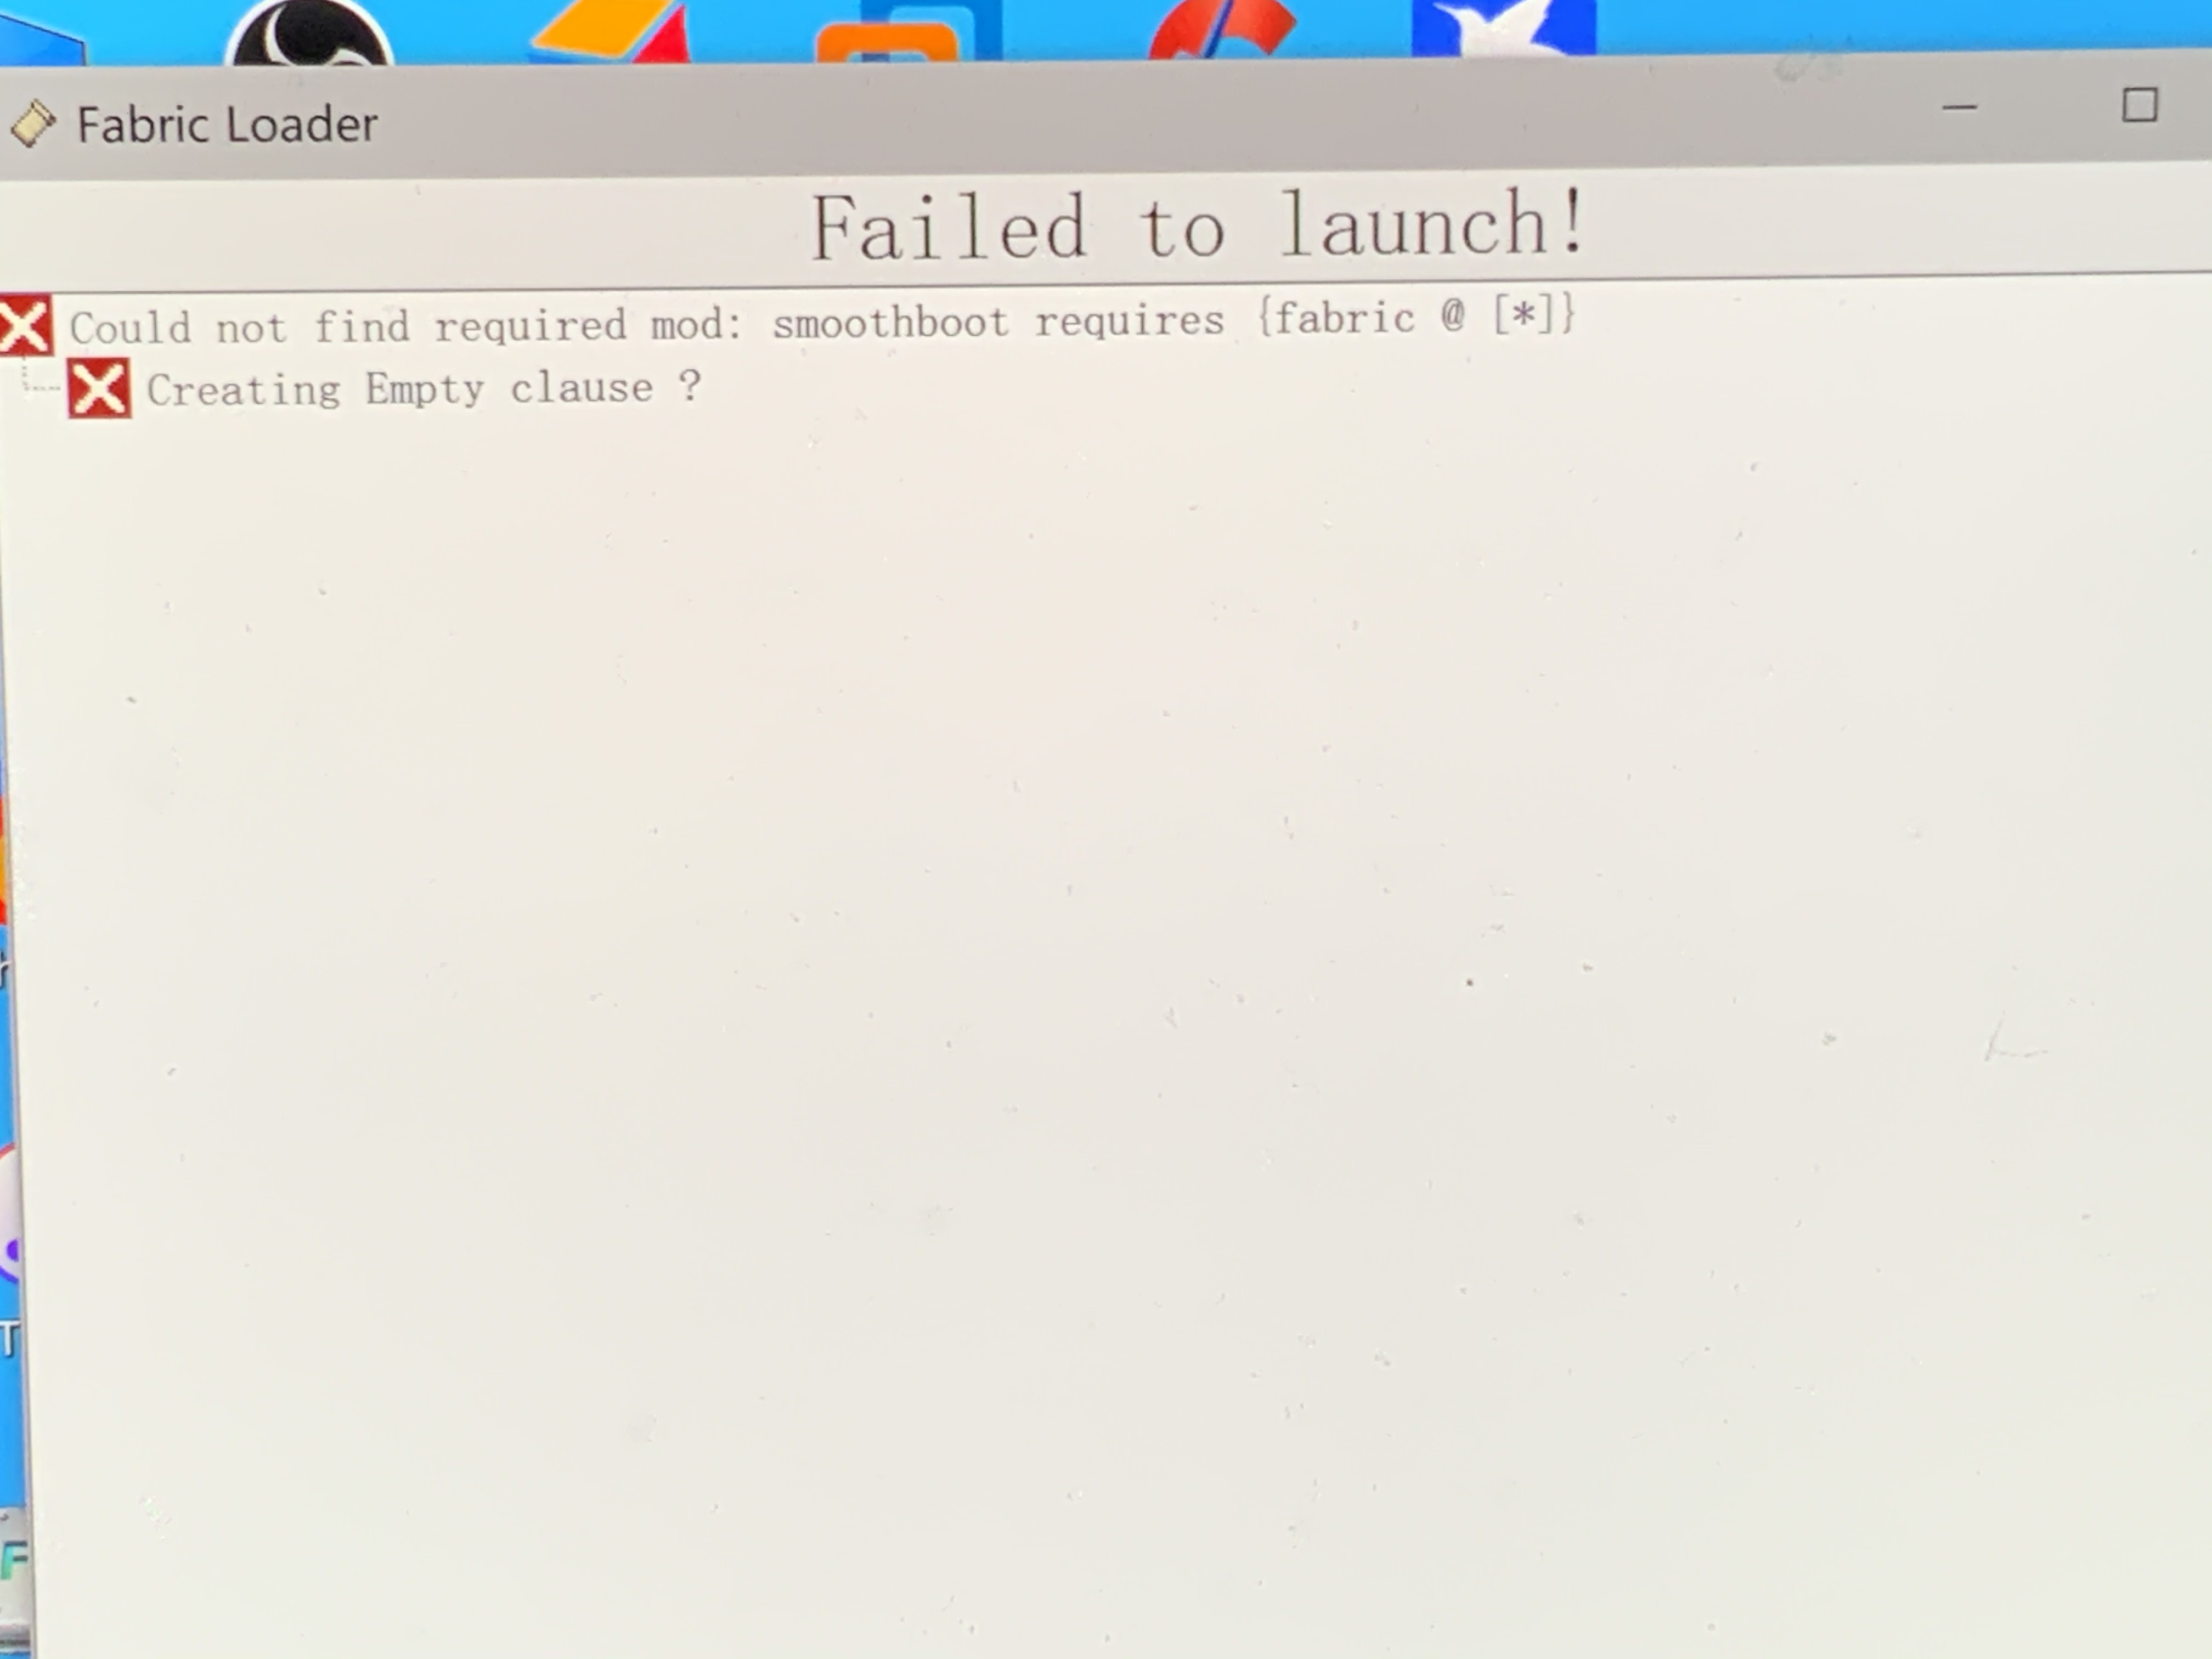 Fabric Loader
Failed to launch!
Could not find required mod: smoothboot requires {fabric @ [*]}
Creating Empty clause ?
T
F